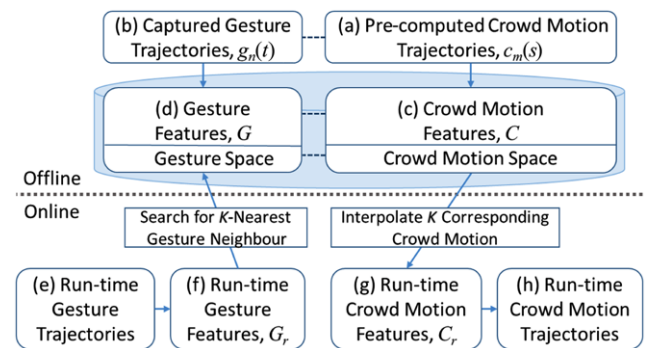 (b) Captured Gesture
Trajectories, gₙ(t)
(a) Pre-computed Crowd Motion
Trajectories, cₘ(s)
(d) Gesture
Features, G
Gesture Space
(c) Crowd Motion
Features, C
Crowd Motion Space
Offline
Online
Search for K-Nearest
Gesture Neighbour
Interpolate K Corresponding
Crowd Motion
(e) Run-time
Gesture
Trajectories
(f) Run-time
Gesture
Features, Gᵣ
(g) Run-time
Crowd Motion
Features, Cᵣ
(h) Run-time
Crowd Motion
Trajectories